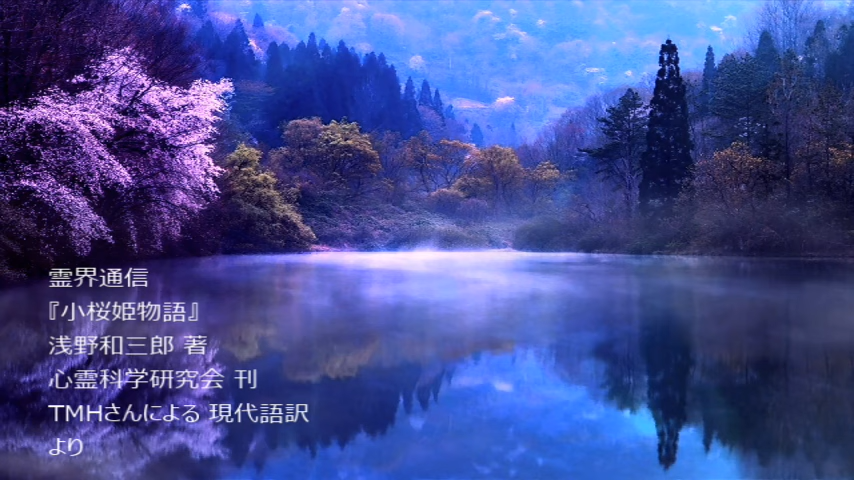 霊界通信
『小桜姫物語』
浅野和三郎 著
心霊科学研究会 刊
TMHさんによる 現代語訳
より